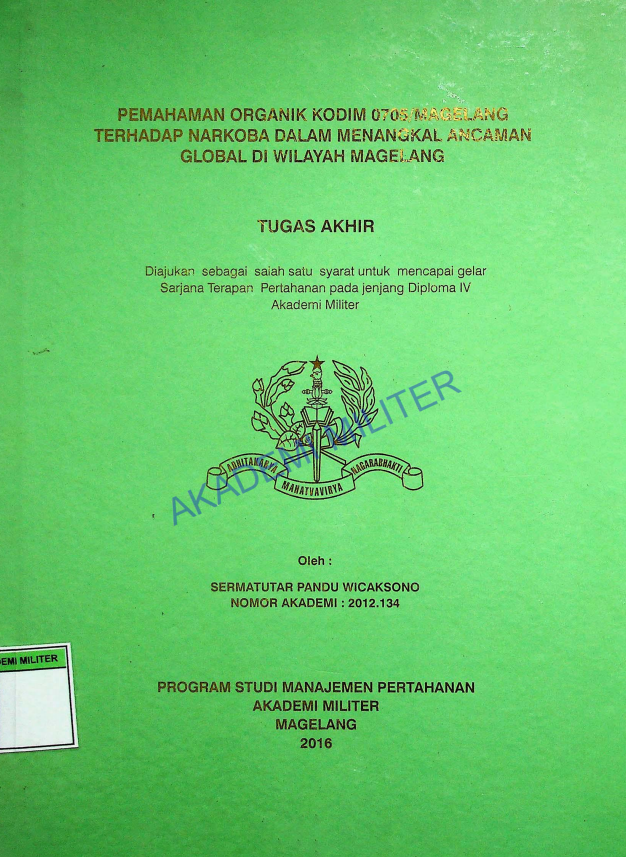 PEMAHAMAN ORGANIK KODIM 0705/MAGELANG
TERHADAP NARKOBA DALAM MENANGKAL ANCAMAN
GLOBAL DI WILAYAH MAGELANG
TUGAS AKHIR
Diajukan sebagai salah satu syarat untuk mencapai gelar
Sarjana Terapan Pertahanan pada jenjang Diploma IV
Akademi Militer
AKADEMI MILITER
ADHITAKARYA
MAHATVAVIRYA
NAGARABHAKTI
Oleh :
SERMATUTAR PANDU WICAKSONO
NOMOR AKADEMI : 2012.134
DEMI MILITER
PROGRAM STUDI MANAJEMEN PERTAHANAN
AKADEMI MILITER
MAGELANG
2016